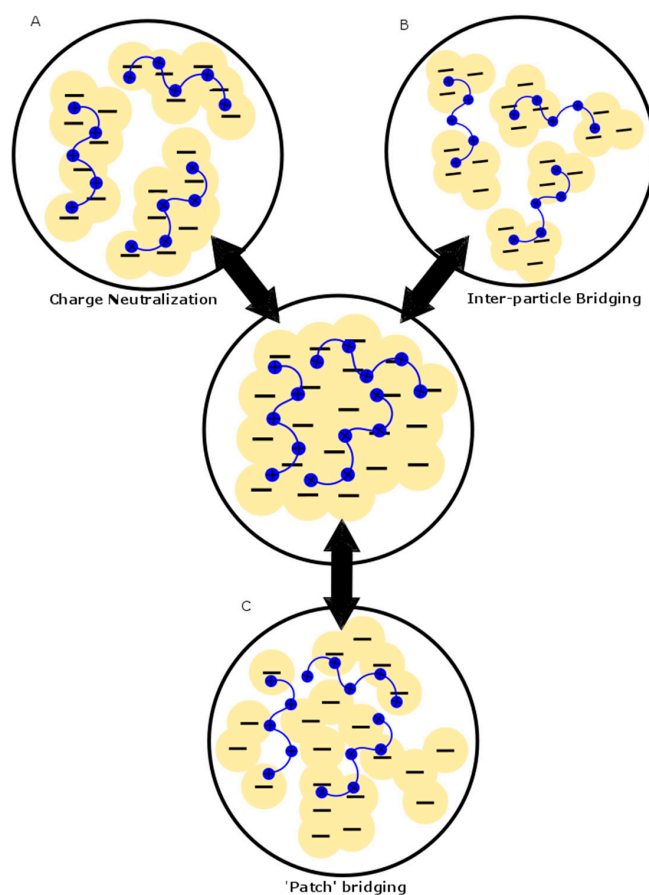 A
B
Charge Neutralization
Inter-particle Bridging
C
'Patch' bridging